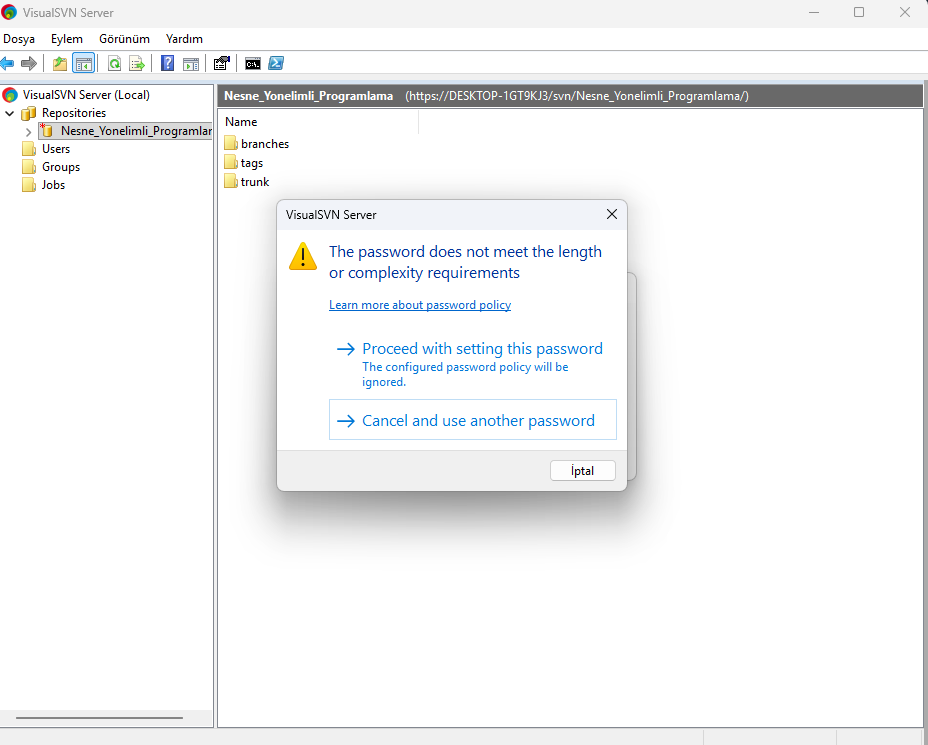 VisualSVN Server
Dosya Eylem Görünüm Yardım
VisualSVN Server (Local)
Repositories
Nesne_Yonelimli_Programlar
Users
Groups
Jobs
Nesne_Yonelimli_Programlama (https://DESKTOP-1GT9KJ3/svn/Nesne_Yonelimli_Programlama/)
Name
branches
tags
trunk
VisualSVN Server
The password does not meet the length
or complexity requirements
Learn more about password policy
Proceed with setting this password
The configured password policy will be
ignored.
Cancel and use another password
İptal